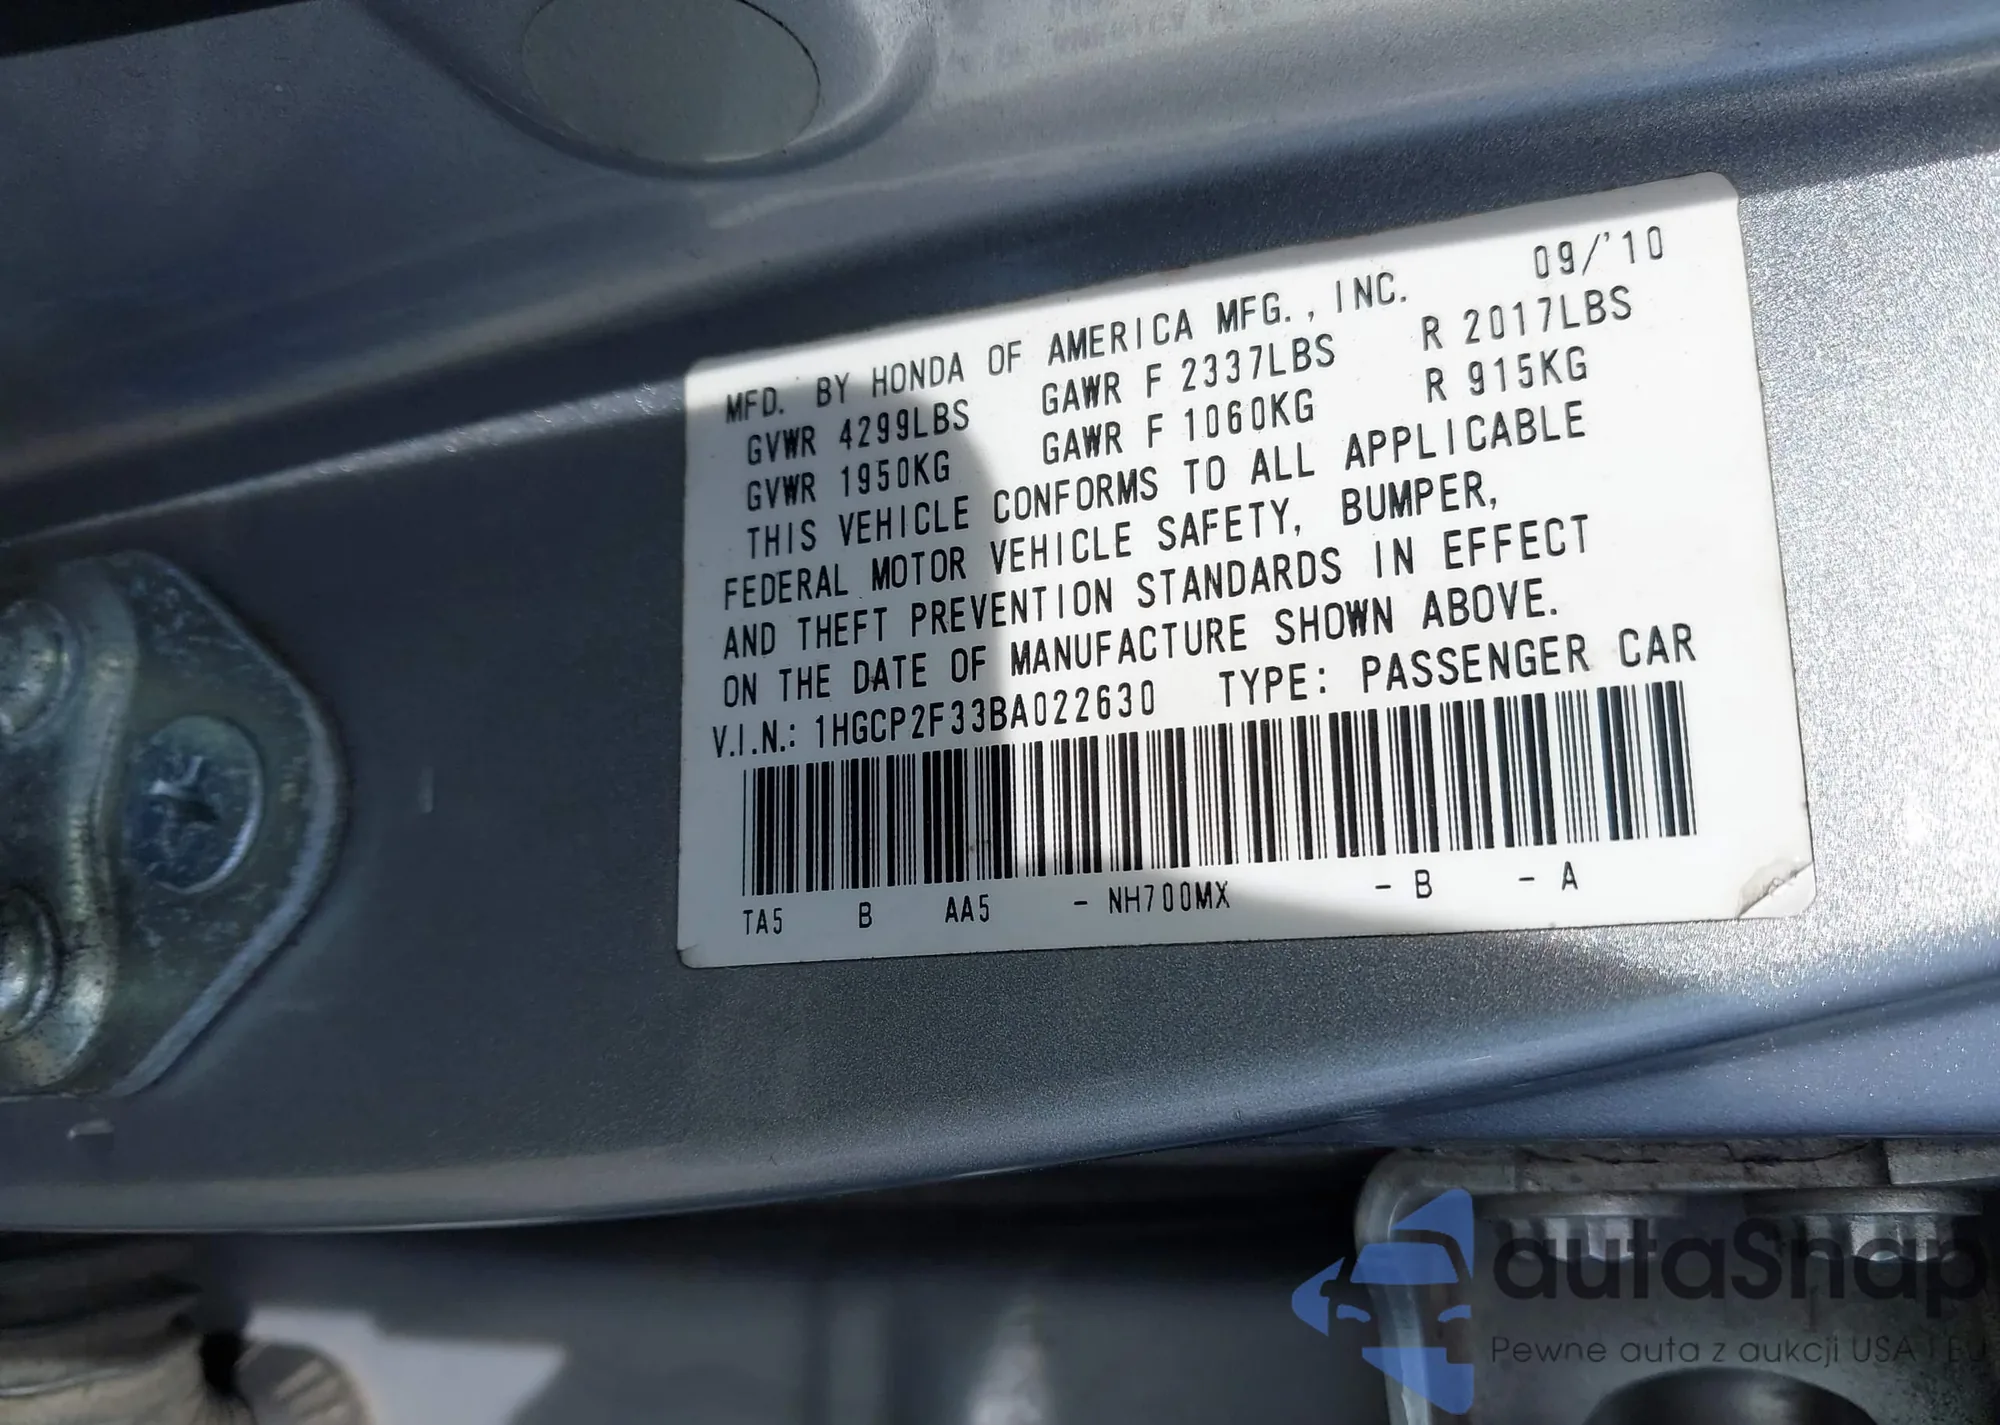 09/'10
MFD. BY HONDA OF AMERICA MFG., INC.
GVWR 4299LBS GAWR F 2337LBS R 2017LBS
GVWR 1950KG GAWR F 1060KG R 915KG
THIS VEHICLE CONFORMS TO ALL APPLICABLE
FEDERAL MOTOR VEHICLE SAFETY, BUMPER,
AND THEFT PREVENTION STANDARDS IN EFFECT
ON THE DATE OF MANUFACTURE SHOWN ABOVE.
V.I.N.: 1HGCP2F33BA022630 TYPE: PASSENGER CAR
TA5 B AA5 - NH700MX - B - A
autaSnap
Pewne auta z aukcji USA i EU